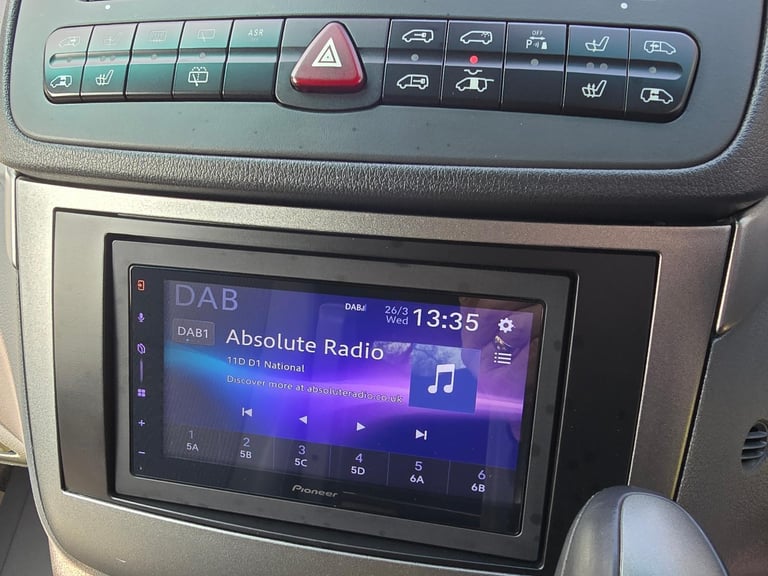 ASR
OFF
P
DAB
DAB
26/3
Wed
13:35
DAB1
Absolute Radio
11D D1 National
Discover more at absoluteradio.co.uk
1 2 3 4 5 6
5A 5B 5C 5D 6A 6B
Pioneer